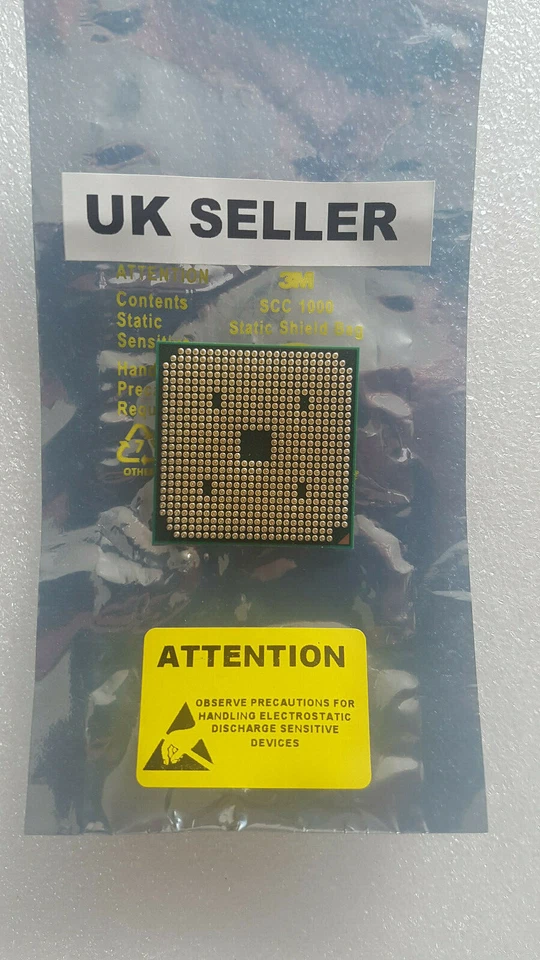 UK SELLER
ATTENTION
Contents
Static
3M
SCC 1000
Static Shield Bag
7
ATTENTION
OBSERVE PRECAUTIONS FOR
HANDLING ELECTROSTATIC
DISCHARGE SENSITIVE
DEVICES